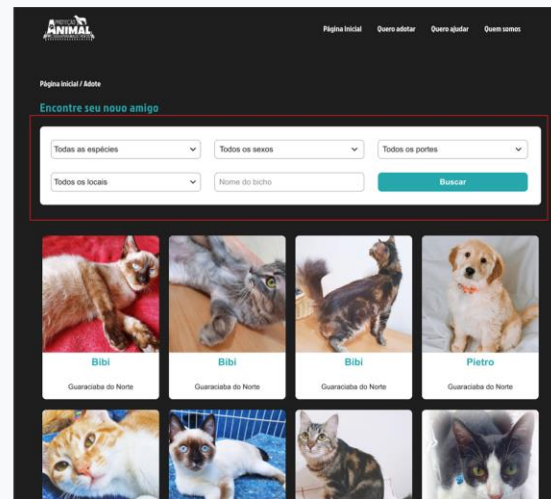 PROTEÇÃO
ANIMAL
Página Inicial Quero adotar Quero ajudar Quem somos
Página inicial / Adote
Encontre seu novo amigo
Todas as espécies Todos os sexos Todos os portes
Todos os locais Nome do bicho Buscar
Bibi Bibi Bibi Pietro
Guaraciaba do Norte Guaraciaba do Norte Guaraciaba do Norte Guaraciaba do Norte